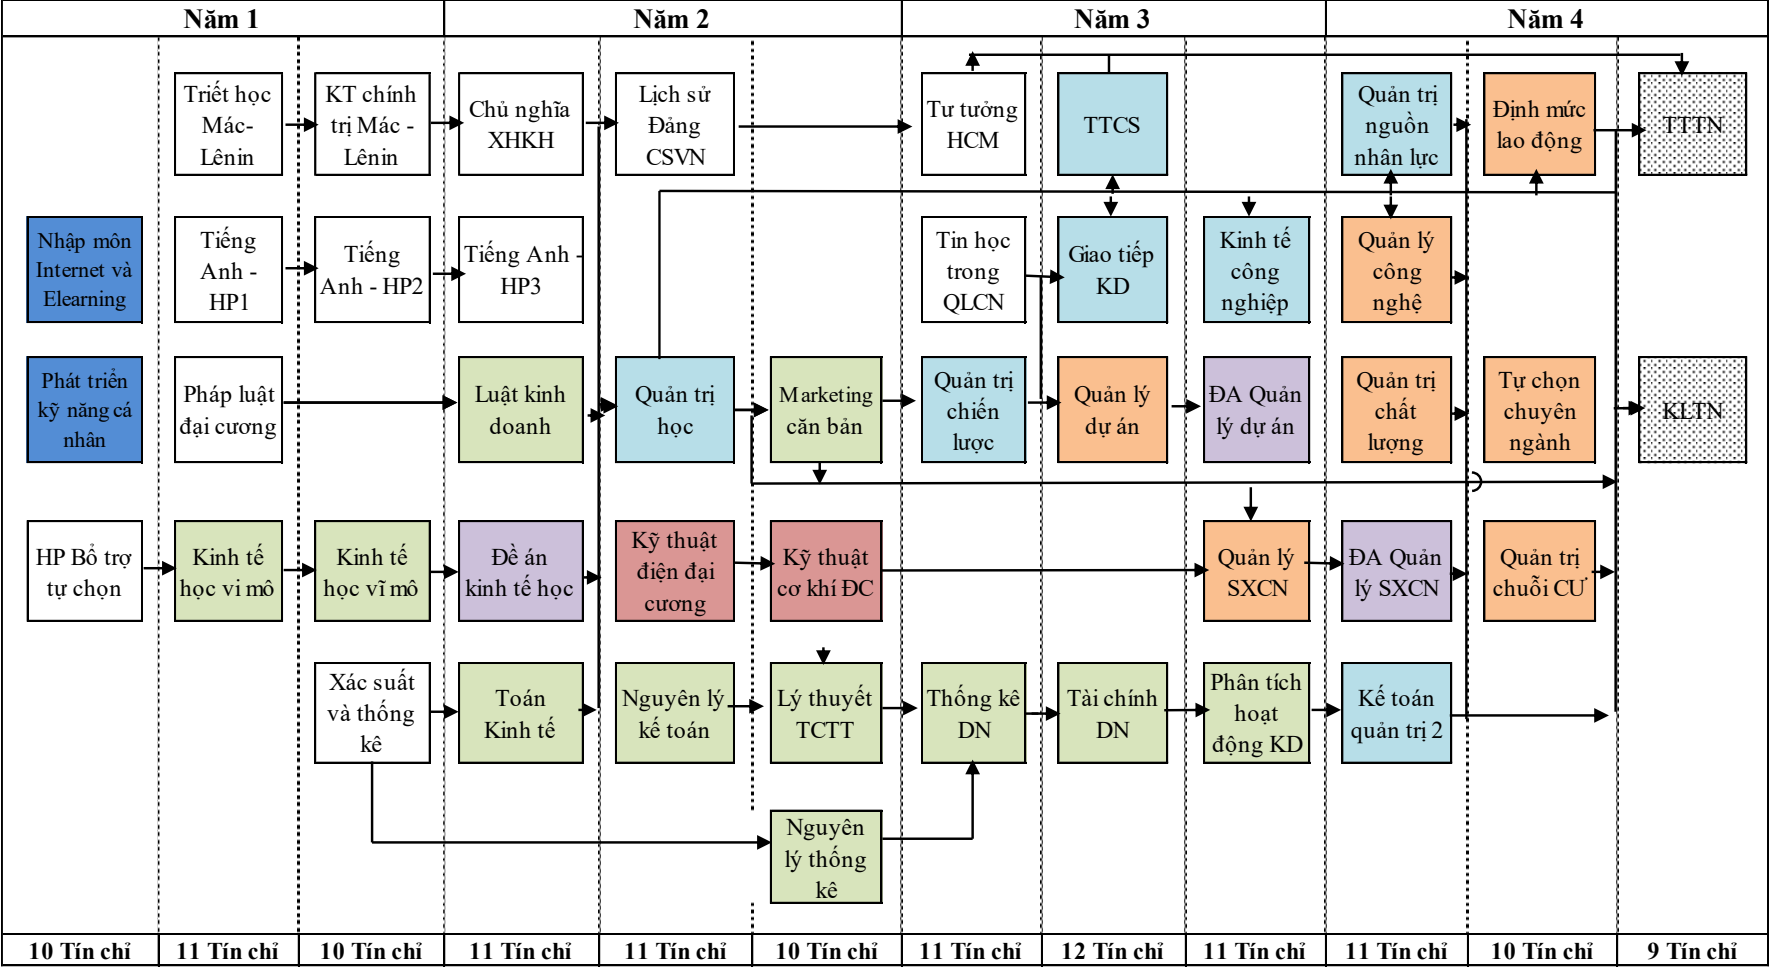 Năm 1
Năm 2
Năm 3
Năm 4
Triết học
Mác-
Lênin
KT chính
trị Mác -
Lênin
Chủ nghĩa
XHKH
Lịch sử
Đảng
CSVN
Tư tưởng
HCM
TTCS
Quản trị
nguồn
nhân lực
Định mức
lao động
TTTN
Nhập môn
Internet và
Elearning
Tiếng
Anh -
HP1
Tiếng
Anh - HP2
Tiếng Anh -
HP3
Tin học
trong
QLCN
Giao tiếp
KD
Kinh tế
công
nghiệp
Quản lý
công
nghệ
Phát triển
kỹ năng cá
nhân
Pháp luật
đại cương
Luật kinh
doanh
Quản trị
học
Marketing
căn bản
Quản trị
chiến
lược
Quản lý
dự án
ĐA Quản
lý dự án
Quản trị
chất
lượng
Tự chọn
chuyên
ngành
KLTN
HP Bổ trợ
tự chọn
Kinh tế
học vi mô
Kinh tế
học vĩ mô
Đề án
kinh tế học
Kỹ thuật
điện đại
cương
Kỹ thuật
cơ khí ĐC
Quản lý
SXCN
ĐA Quản
lý SXCN
Quản trị
chuỗi CƯ
Xác suất
và thống
kê
Toán
Kinh tế
Nguyên lý
kế toán
Lý thuyết
TCTT
Thống kê
DN
Tài chính
DN
Phân tích
hoạt
động KD
Kế toán
quản trị 2
Nguyên
lý thống
kê
10 Tín chỉ
11 Tín chỉ
10 Tín chỉ
11 Tín chỉ
11 Tín chỉ
10 Tín chỉ
11 Tín chỉ
12 Tín chỉ
11 Tín chỉ
11 Tín chỉ
10 Tín chỉ
9 Tín chỉ